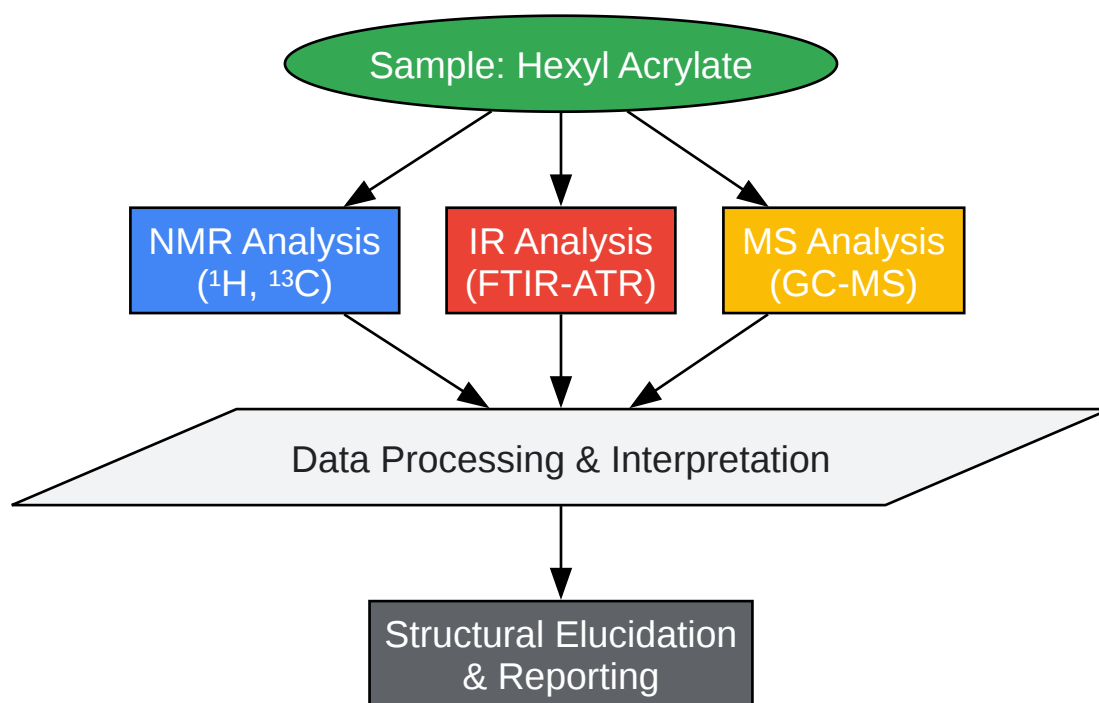 Sample: Hexyl Acrylate
NMR Analysis
(¹H, ¹³C)
IR Analysis
(FTIR-ATR)
MS Analysis
(GC-MS)
Data Processing & Interpretation
Structural Elucidation
& Reporting